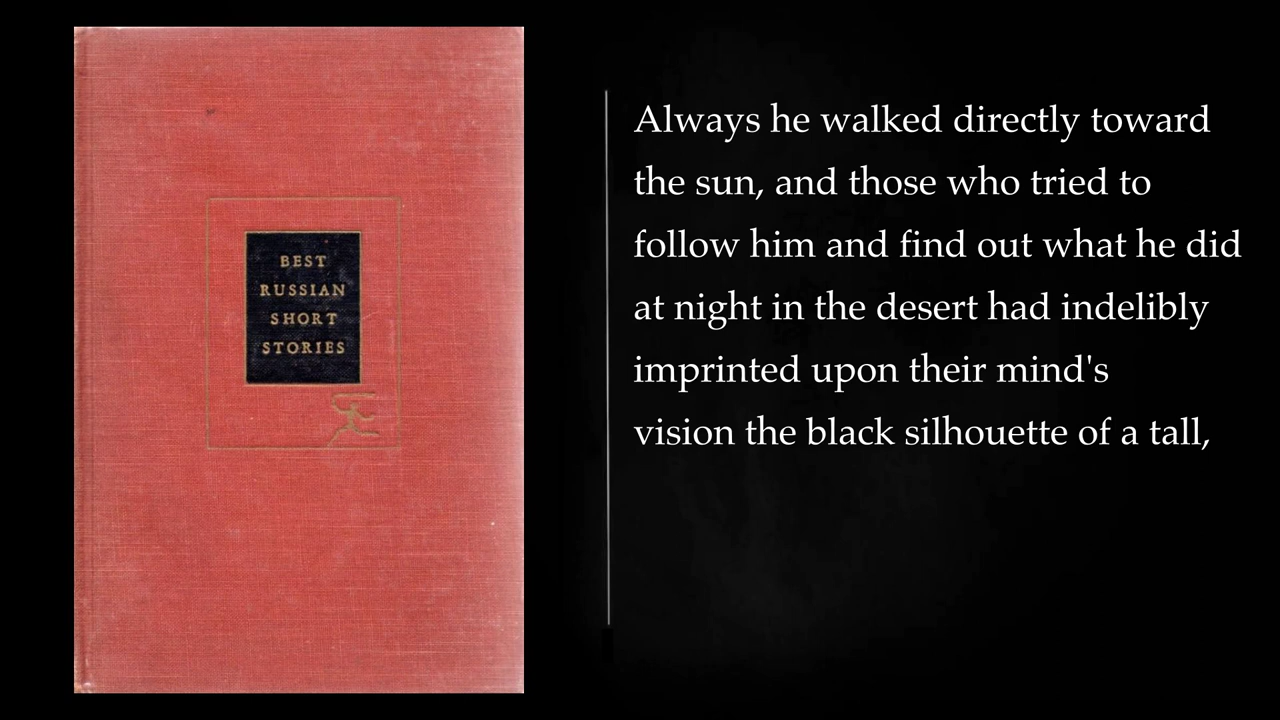 BEST
RUSSIAN
SHORT
STORIES
Always he walked directly toward
the sun, and those who tried to
follow him and find out what he did
at night in the desert had indelibly
imprinted upon their mind's
vision the black silhouette of a tall,